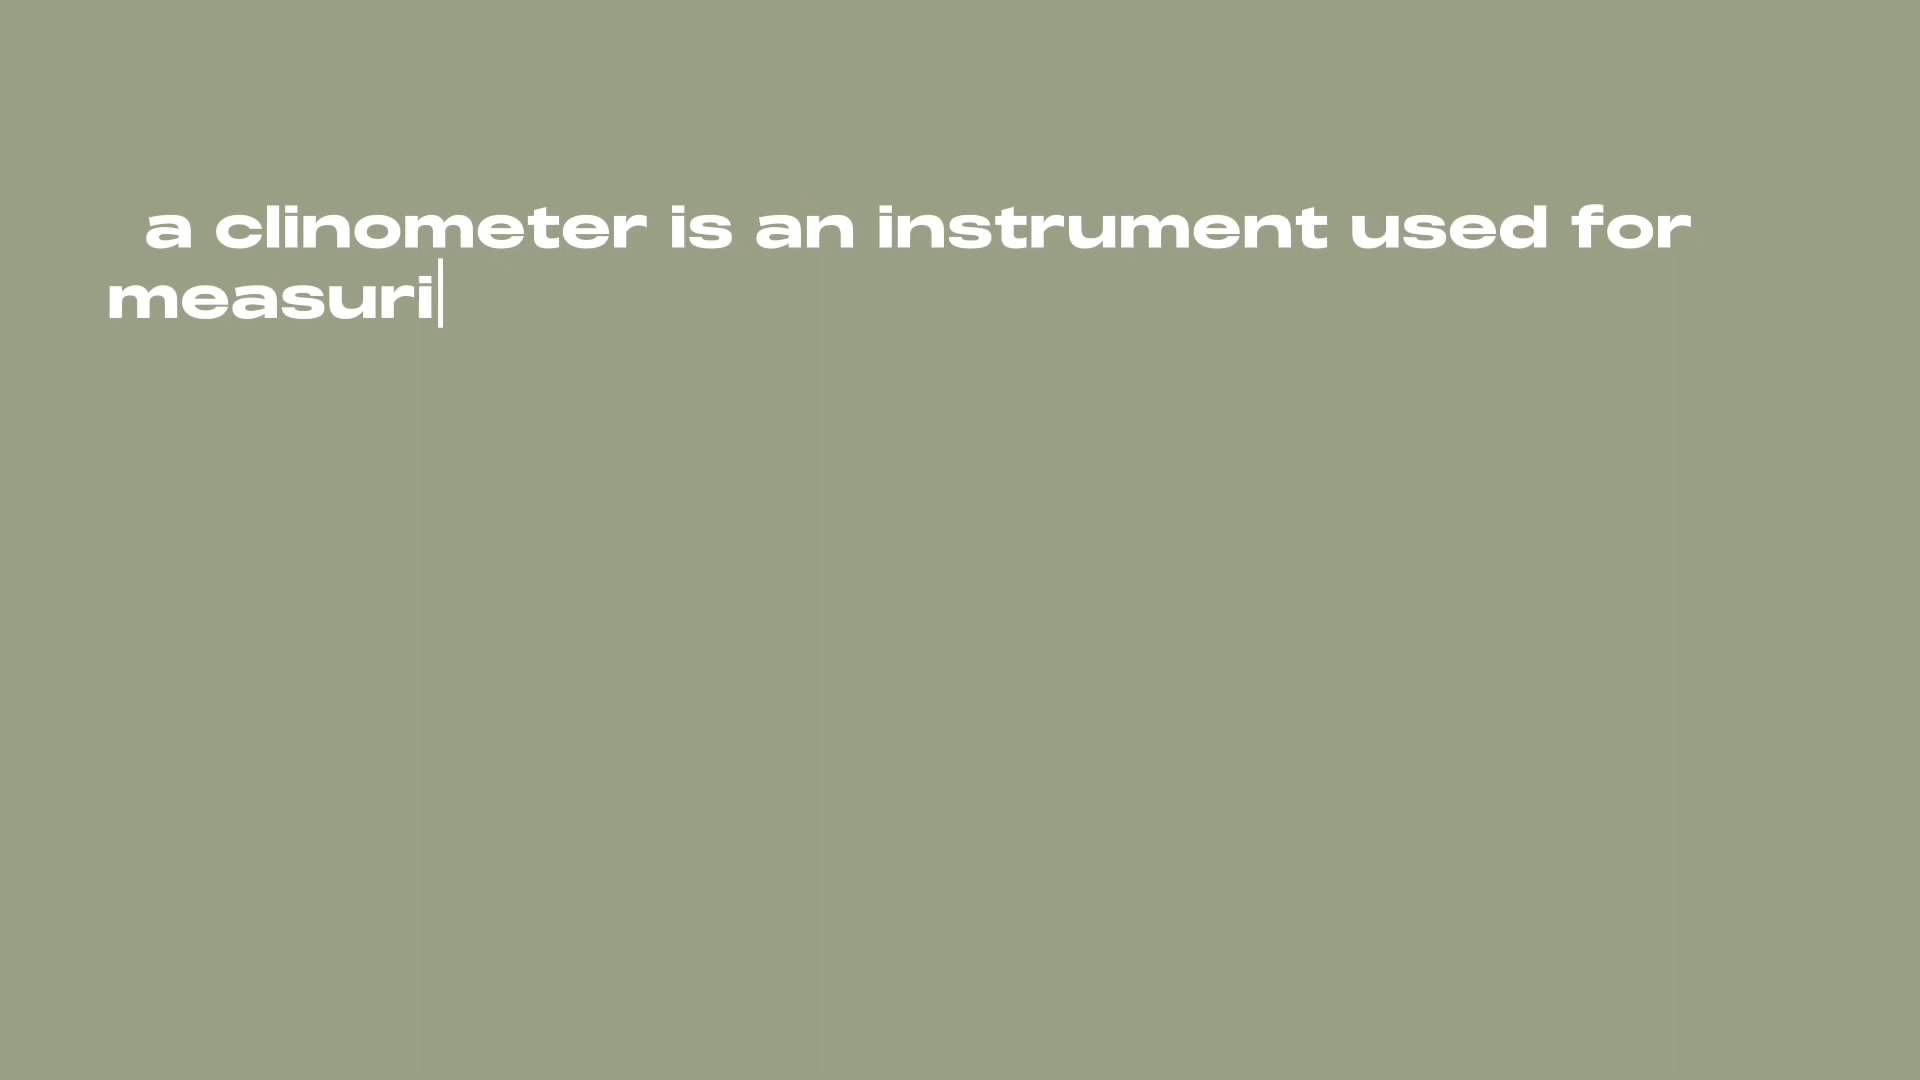 a clinometer is an instrument used for
measuri